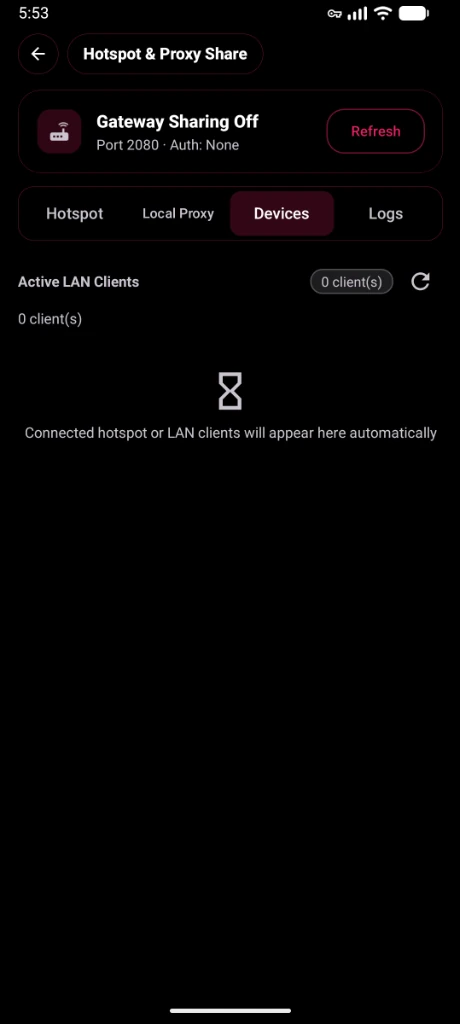 5:53
Hotspot & Proxy Share
Gateway Sharing Off
Port 2080 · Auth: None
Refresh
Hotspot
Local Proxy
Devices
Logs
Active LAN Clients
0 client(s)
0 client(s)
Connected hotspot or LAN clients will appear here automatically